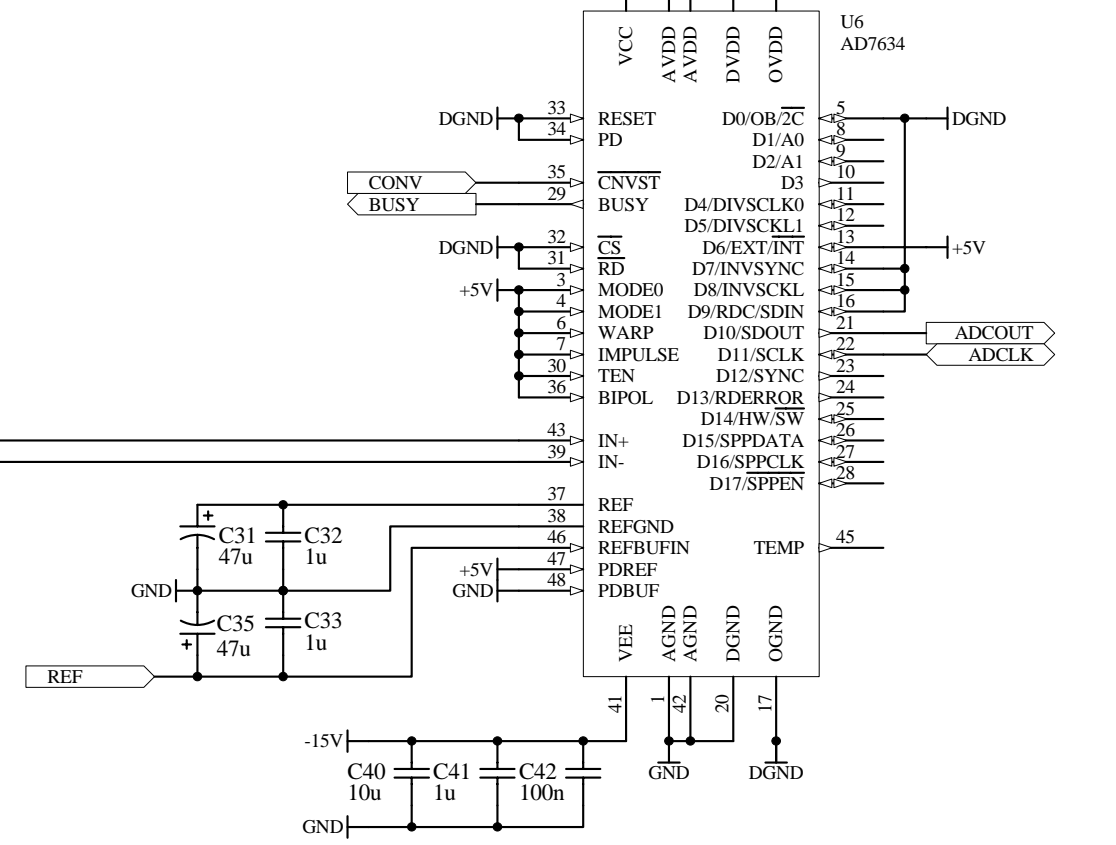 U6
AD7634
VCC
AVDD
AVDD
DVDD
OVDD
DGND 33 RESET D0/OB/2C 5 DGND
34 PD D1/A0 8
D2/A1 9
CONV 35 CNVST D3 10
BUSY 29 BUSY D4/DIVSCLK0 11
D5/DIVSCKL1 12
DGND 32 CS D6/EXT/INT 13 +5V
31 RD D7/INVSYNC 14
+5V 3 MODE0 D8/INVSCKL 15
4 MODE1 D9/RDC/SDIN 16
6 WARP D10/SDOUT 21 ADCOUT
7 IMPULSE D11/SCLK 22 ADCLK
30 TEN D12/SYNC 23
36 BIPOL D13/RDERROR 24
D14/HW/SW 25
43 IN+ D15/SPPDATA 26
39 IN- D16/SPPCLK 27
D17/SPPEN 28
37 REF
38 REFGND
C31 C32
47u 1u
46 REFBUFIN TEMP 45
+5V 47 PDREF
GND GND 48 PDBUF
C35 C33
47u 1u
VEE
AGND
AGND
DGND
OGND
REF
41
1
42
20
17
-15V
C40 C41 C42
10u 1u 100n
GND DGND
GND